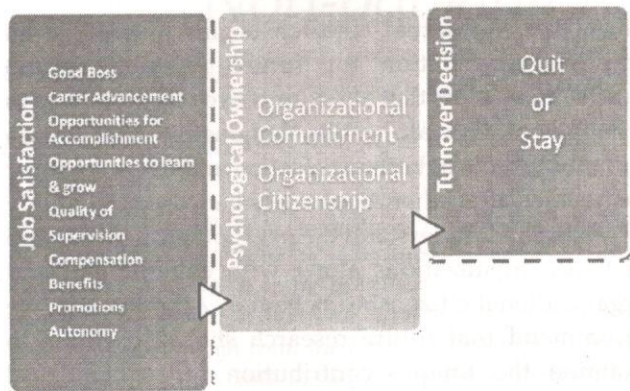 Job Satisfaction
Good Boss
Carrer Advancement
Opportunities for
Accomplishment
Opportunities to learn
& grow
Quality of
Supervision
Compensation
Benefits
Promotions
Autonomy
Psychological Ownership
Organizational
Commitment
Organizational
Citizenship
Turnover Decision
Quit
or
Stay